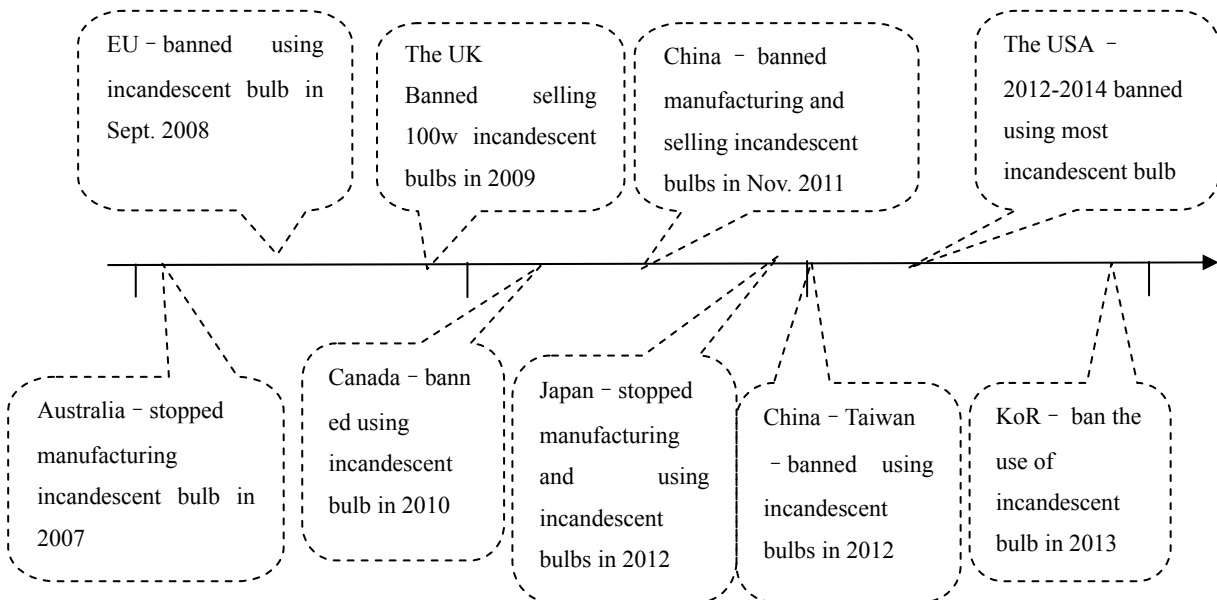 EU – banned using
incandescent bulb in
Sept. 2008
The UK
Banned selling
100w incandescent
bulbs in 2009
China – banned
manufacturing and
selling incandescent
bulbs in Nov. 2011
The USA –
2012-2014 banned
using most
incandescent bulb
Australia – stopped
manufacturing
incandescent bulb in
2007
Canada – bann
ed using
incandescent
bulb in 2010
Japan – stopped
manufacturing
and using
incandescent
bulbs in 2012
China – Taiwan
– banned using
incandescent
bulbs in 2012
KoR – ban the
use of
incandescent
bulb in 2013